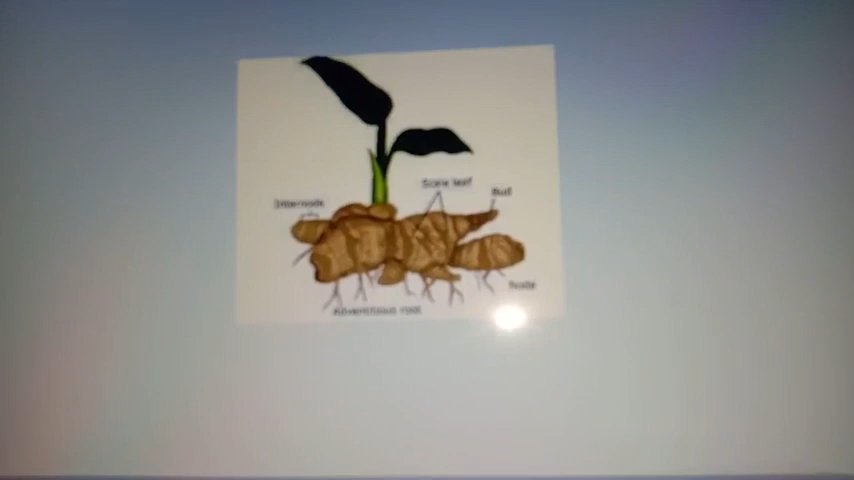 Scale leaf
Bud
Internode
Node
Adventitious root